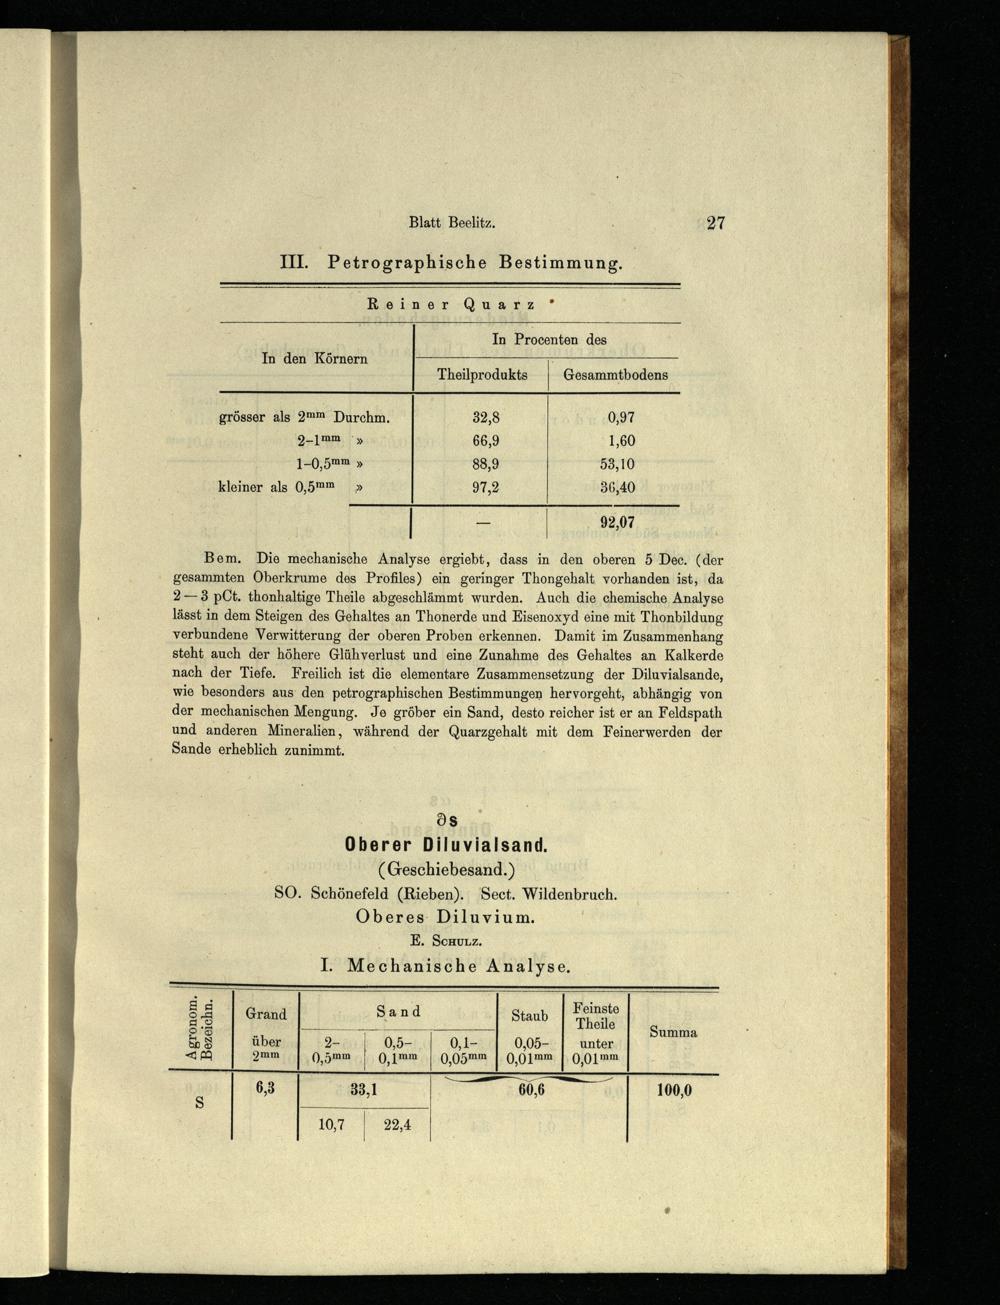 Blatt Beelitz. 27
III. Petrographische Bestimmung.
Reiner Quarz
In den Körnern
In Procenten des
Theilprodukts Gesammtbodens
grösser als 2mm Durchm. 32,8 0,97
2–1mm » 66,9 1,60
1–0,5mm » 88,9 53,10
kleiner als 0,5mm » 97,2 36,40
— 92,07
Bem. Die mechanische Analyse ergiebt, dass in den oberen 5 Dec. (der
gesammten Oberkrume des Profiles) ein geringer Thongehalt vorhanden ist, da
2 — 3 pCt. thonhaltige Theile abgeschlämmt wurden. Auch die chemische Analyse
lässt in dem Steigen des Gehaltes an Thonerde und Eisenoxyd eine mit Thonbildung
verbundene Verwitterung der oberen Proben erkennen. Damit im Zusammenhang
steht auch der höhere Glühverlust und eine Zunahme des Gehaltes an Kalkerde
nach der Tiefe. Freilich ist die elementare Zusammensetzung der Diluvialsande,
wie besonders aus den petrographischen Bestimmungen hervorgeht, abhängig von
der mechanischen Mengung. Je gröber ein Sand, desto reicher ist er an Feldspath
und anderen Mineralien, während der Quarzgehalt mit dem Feinerwerden der
Sande erheblich zunimmt.
∂s
Oberer Diluvialsand.
(Geschiebesand.)
SO. Schönefeld (Rieben). Sect. Wildenbruch.
Oberes Diluvium.
E. Schulz.
I. Mechanische Analyse.
Agronom.
Bezeichn.
Grand
über
2mm
Sand
2–
0,5mm
0,5–
0,1mm
0,1–
0,05mm
Staub
0,05–
0,01mm
Feinste
Theile
unter
0,01mm
Summa
S 6,3 33,1 60,6 100,0
10,7 22,4